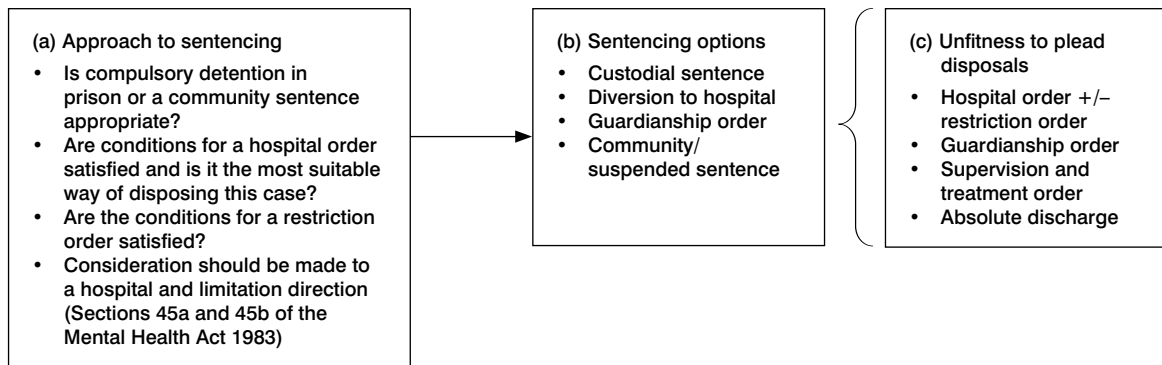 (a) Approach to sentencing
• Is compulsory detention in
prison or a community sentence
appropriate?
• Are conditions for a hospital order
satisfied and is it the most suitable
way of disposing this case?
• Are the conditions for a restriction
order satisfied?
• Consideration should be made to
a hospital and limitation direction
(Sections 45a and 45b of the
Mental Health Act 1983)
(b) Sentencing options
• Custodial sentence
• Diversion to hospital
• Guardianship order
• Community/
suspended sentence
(c) Unfitness to plead
disposals
• Hospital order +/–
restriction order
• Guardianship order
• Supervision and
treatment order
• Absolute discharge